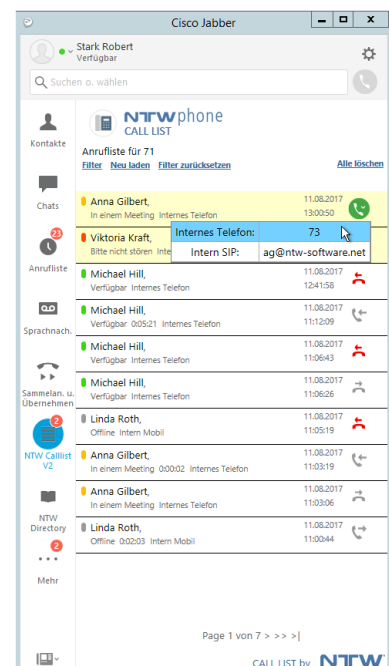 Cisco Jabber
Stark Robert
Verfügbar
Suchen o. wählen
Kontakte
Chats
23
Anrufliste
Sprachnach.
Sammelan. u.
Übernehmen
2
NTW Calllist
V2
NTW
Directory
2
Mehr
NTW phone
CALL LIST
Anrufliste für 71
Filter Neu laden Filter zurücksetzen Alle löschen
Anna Gilbert, 11.08.2017
In einem Meeting Internes Telefon 13:00:50
Viktoria Kraft,
Bitte nicht stören Inte
Internes Telefon: 73
Intern SIP: ag@ntw-software.net
Michael Hill, 11.08.2017
Verfügbar Internes Telefon 12:41:58
Michael Hill, 11.08.2017
Verfügbar 0:05:21 Internes Telefon 11:12:09
Michael Hill, 11.08.2017
Verfügbar Internes Telefon 11:06:43
Michael Hill, 11.08.2017
Verfügbar Internes Telefon 11:06:26
Linda Roth, 11.08.2017
Offline Intern Mobil 11:05:19
Anna Gilbert, 11.08.2017
In einem Meeting 0:00:02 Internes Telefon 11:03:19
Anna Gilbert, 11.08.2017
In einem Meeting Internes Telefon 11:03:06
Linda Roth, 11.08.2017
Offline 0:02:03 Intern Mobil 11:00:44
Page 1 von 7 > >> >|
CALL LIST by NTW